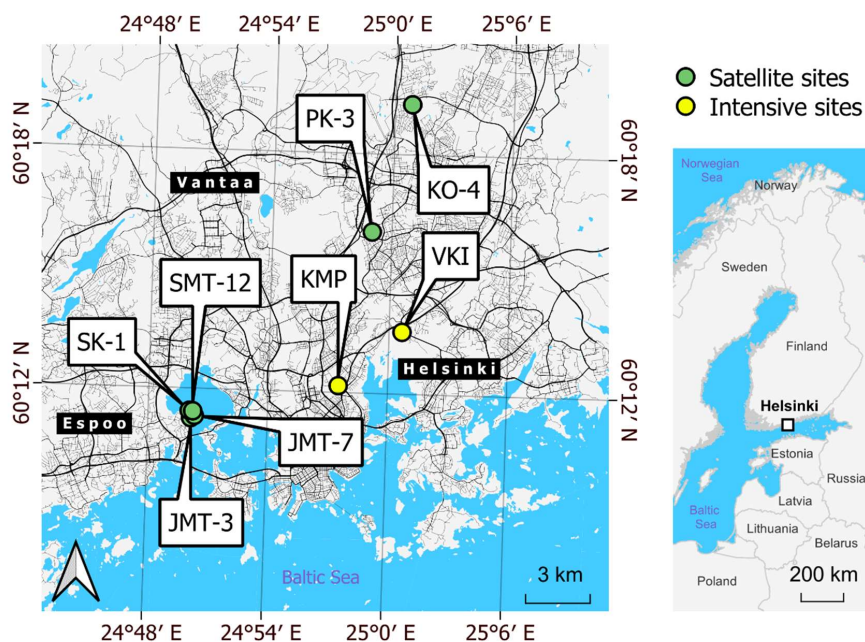 24°48′ E 24°54′ E 25°0′ E 25°6′ E
Satellite sites
Intensive sites
60°18′ N
60°18′ N
PK-3
KO-4
Vantaa
VKI
SMT-12
KMP
SK-1
Helsinki
60°12′ N
60°12′ N
Espoo
JMT-7
JMT-3
Baltic Sea
3 km
24°48′ E 24°54′ E 25°0′ E 25°6′ E
Norwegian
Sea
Norway
Sweden
Finland
Helsinki
Estonia
Russia
Baltic
Sea
Latvia
Lithuania
Belarus
Poland
200 km